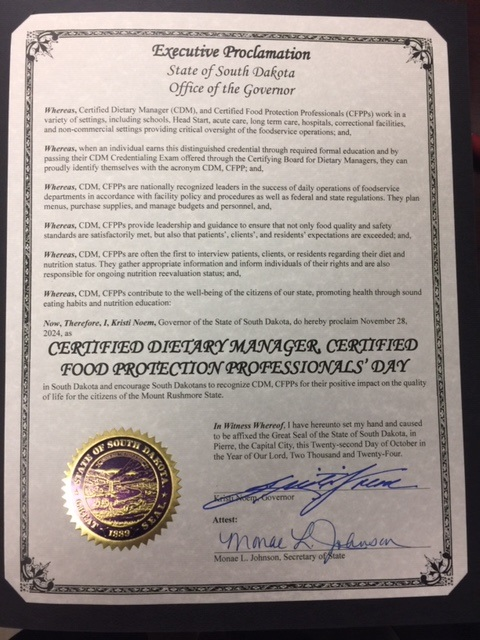 Executive Proclamation
State of South Dakota
Office of the Governor
Whereas, Certified Dietary Manager (CDM), and Certified Food Protection Professionals (CFPPs) work in a
variety of settings, including schools, Head Start, acute care, long term care, hospitals, correctional facilities,
and non-commercial settings providing critical oversight of the foodservice operations; and,
Whereas, when an individual earns this distinguished credential through required formal education and by
passing their CDM Credentialing Exam offered through the Certifying Board for Dietary Managers, they can
proudly identify themselves with the acronym CDM, CFPP; and,
Whereas, CDM, CFPPs are nationally recognized leaders in the success of daily operations of foodservice
departments in accordance with facility policy and procedures as well as federal and state regulations. They plan
menus, purchase supplies, and manage budgets and personnel, and,
Whereas, CDM, CFPPs provide leadership and guidance to ensure that not only food quality and safety
standards are satisfactorily met, but also that patients', clients', and residents' expectations are exceeded; and,
Whereas, CDM, CFPPs are often the first to interview patients, clients, or residents regarding their diet and
nutrition status. They gather appropriate information and inform individuals of their rights and are also
responsible for ongoing nutrition reevaluation status; and,
Whereas, CDM, CFPPs contribute to the well-being of the citizens of our state, promoting health through sound
eating habits and nutrition education:
Now, Therefore, I, Kristi Noem, Governor of the State of South Dakota, do hereby proclaim November 28,
2024, as
CERTIFIED DIETARY MANAGER, CERTIFIED
FOOD PROTECTION PROFESSIONALS' DAY
in South Dakota and encourage South Dakotans to recognize CDM, CFPPs for their positive impact on the quality
of life for the citizens of the Mount Rushmore State.
In Witness Whereof, I have hereunto set my hand and caused
to be affixed the Great Seal of the State of South Dakota, in
Pierre, the Capital City, this Twenty-second Day of October in
the Year of Our Lord, Two Thousand and Twenty-Four.
Kristi Noem
Kristi Noem, Governor
Attest:
Monae L. Johnson
Monae L. Johnson, Secretary of State
STATE OF SOUTH DAKOTA
GREAT SEAL
1889